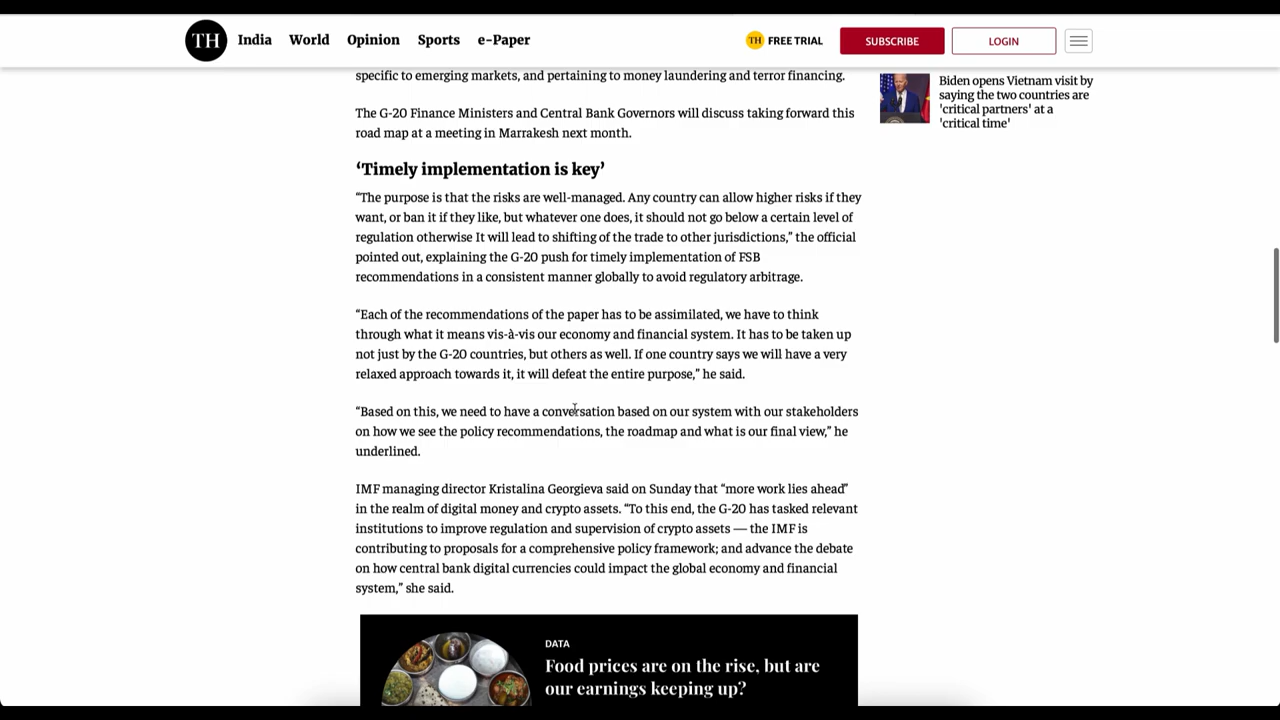 TH India World Opinion Sports e-Paper TH FREE TRIAL SUBSCRIBE LOGIN
specific to emerging markets, and pertaining to money laundering and terror financing.
The G-20 Finance Ministers and Central Bank Governors will discuss taking forward this
road map at a meeting in Marrakesh next month.
‘Timely implementation is key’
“The purpose is that the risks are well-managed. Any country can allow higher risks if they
want, or ban it if they like, but whatever one does, it should not go below a certain level of
regulation otherwise It will lead to shifting of the trade to other jurisdictions,” the official
pointed out, explaining the G-20 push for timely implementation of FSB
recommendations in a consistent manner globally to avoid regulatory arbitrage.
“Each of the recommendations of the paper has to be assimilated, we have to think
through what it means vis-à-vis our economy and financial system. It has to be taken up
not just by the G-20 countries, but others as well. If one country says we will have a very
relaxed approach towards it, it will defeat the entire purpose,” he said.
“Based on this, we need to have a conversation based on our system with our stakeholders
on how we see the policy recommendations, the roadmap and what is our final view,” he
underlined.
IMF managing director Kristalina Georgieva said on Sunday that “more work lies ahead”
in the realm of digital money and crypto assets. “To this end, the G-20 has tasked relevant
institutions to improve regulation and supervision of crypto assets — the IMF is
contributing to proposals for a comprehensive policy framework; and advance the debate
on how central bank digital currencies could impact the global economy and financial
system,” she said.
DATA
Food prices are on the rise, but are
our earnings keeping up?
Biden opens Vietnam visit by
saying the two countries are
'critical partners' at a
'critical time'